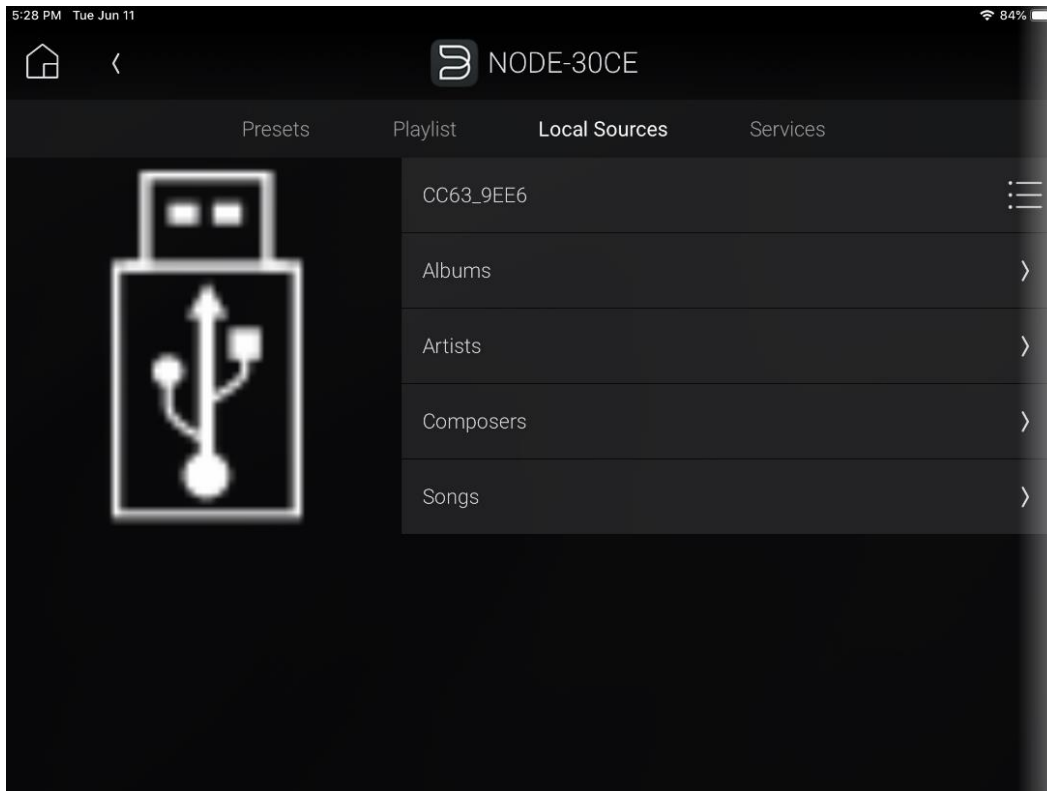 5:28 PM Tue Jun 11 84%
NODE-30CE
Presets Playlist Local Sources Services
CC63_9EE6
Albums
Artists
Composers
Songs